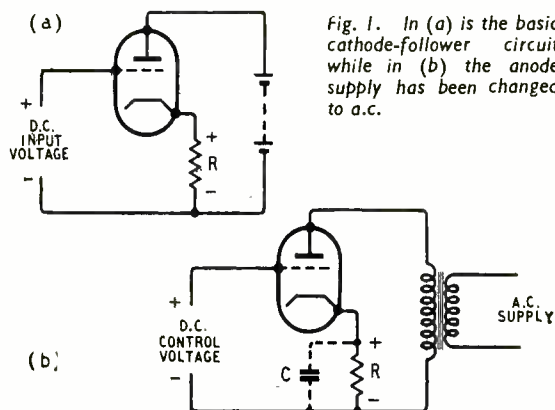 (a)
Fig. 1. In (a) is the basic
cathode-follower circuit
while in (b) the anode
supply has been changed
to a.c.
+
D.C.
INPUT
VOLTAGE
-
+
R
-
(b)
+
D.C.
CONTROL
VOLTAGE
-
C
+
R
-
A.C.
SUPPLY